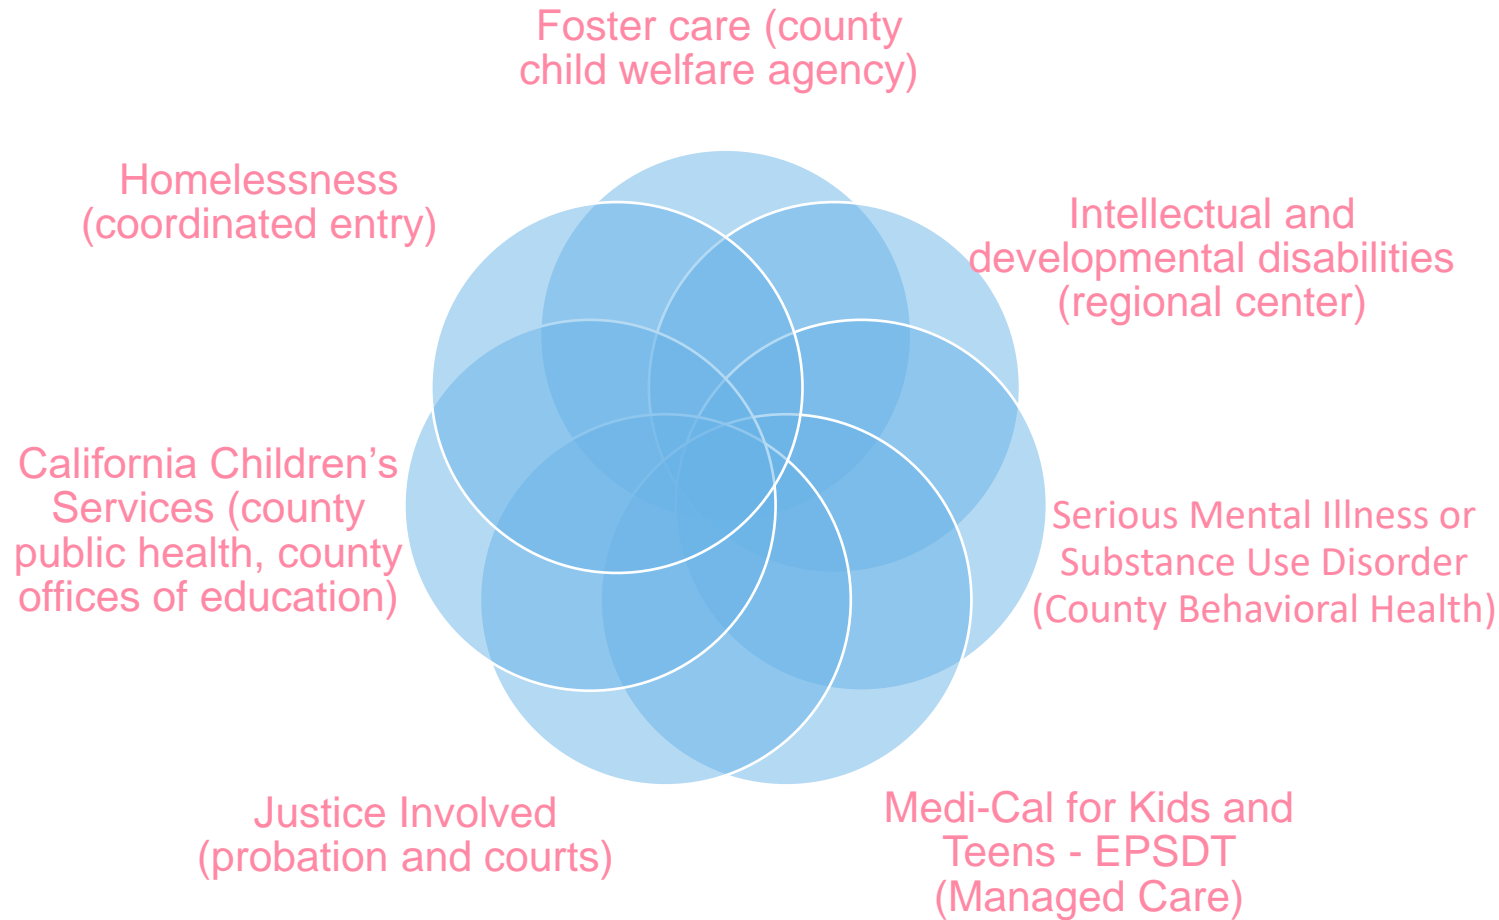 Foster care (county
child welfare agency)
Homelessness
(coordinated entry)
Intellectual and
developmental disabilities
(regional center)
California Children’s
Services (county
public health, county
offices of education)
Serious Mental Illness or
Substance Use Disorder
(County Behavioral Health)
Justice Involved
(probation and courts)
Medi-Cal for Kids and
Teens - EPSDT
(Managed Care)